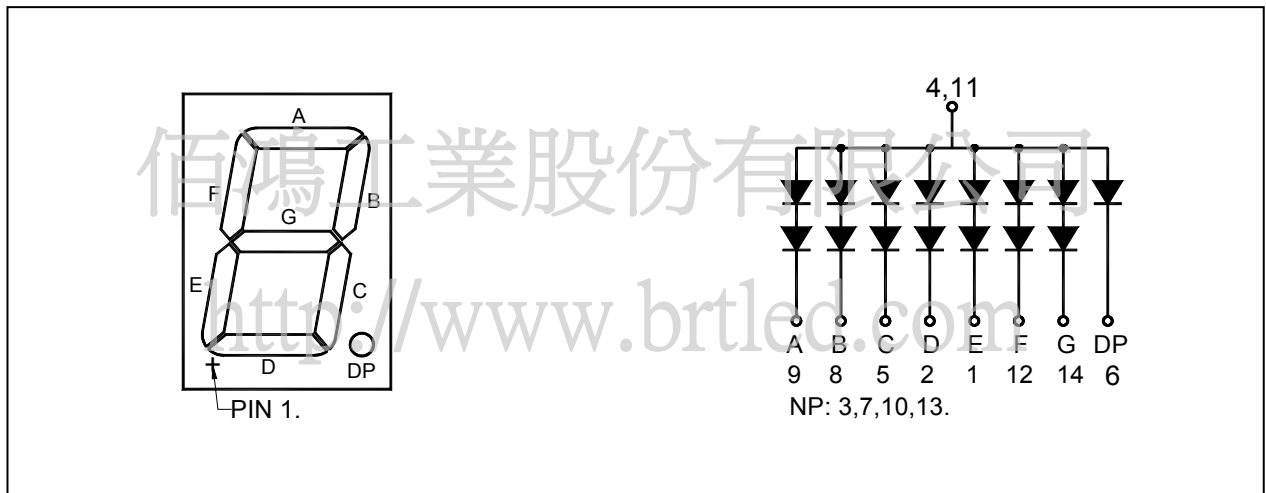 佰鴻工業股份有限公司
http://www.brtled.com
A
F
B
G
E
C
D
DP
PIN 1.
4,11
A B C D E F G DP
9 8 5 2 1 12 14 6
NP: 3,7,10,13.